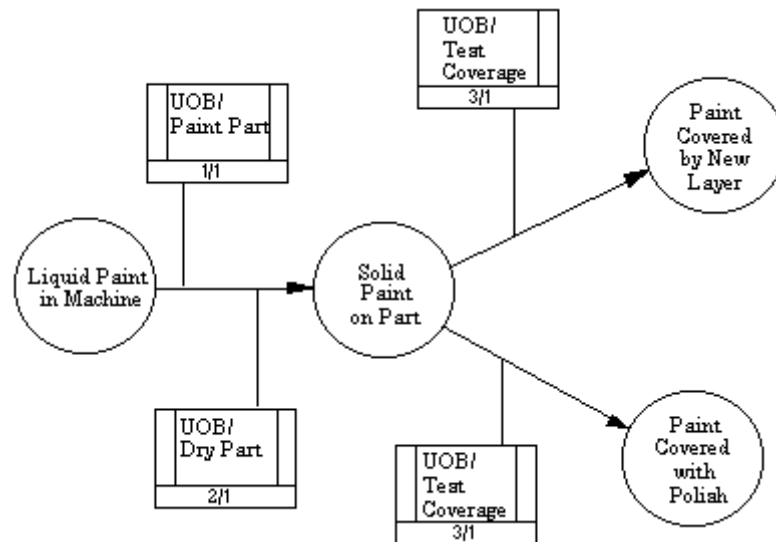 UOB/
Test
Coverage
3/1
UOB/
Paint Part
1/1
Paint
Covered
by New
Layer
Liquid Paint
in Machine
Solid
Paint
on Part
UOB/
Dry Part
2/1
UOB/
Test
Coverage
3/1
Paint
Covered
with
Polish